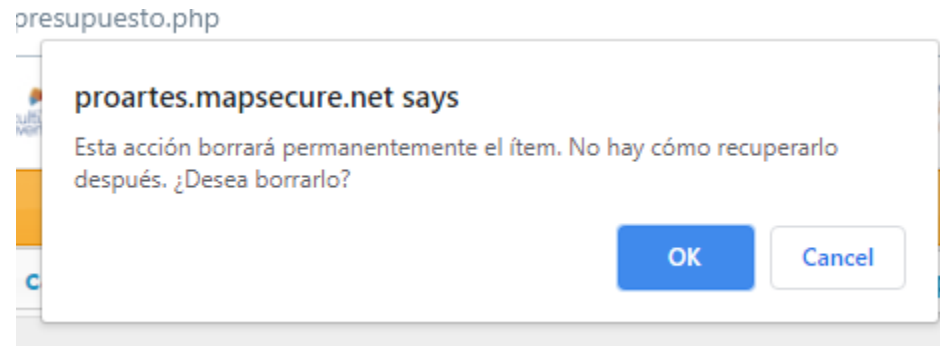 presupuesto.php
proartes.mapsecure.net says
Esta acción borrará permanentemente el ítem. No hay cómo recuperarlo
después. ¿Desea borrarlo?
OK Cancel